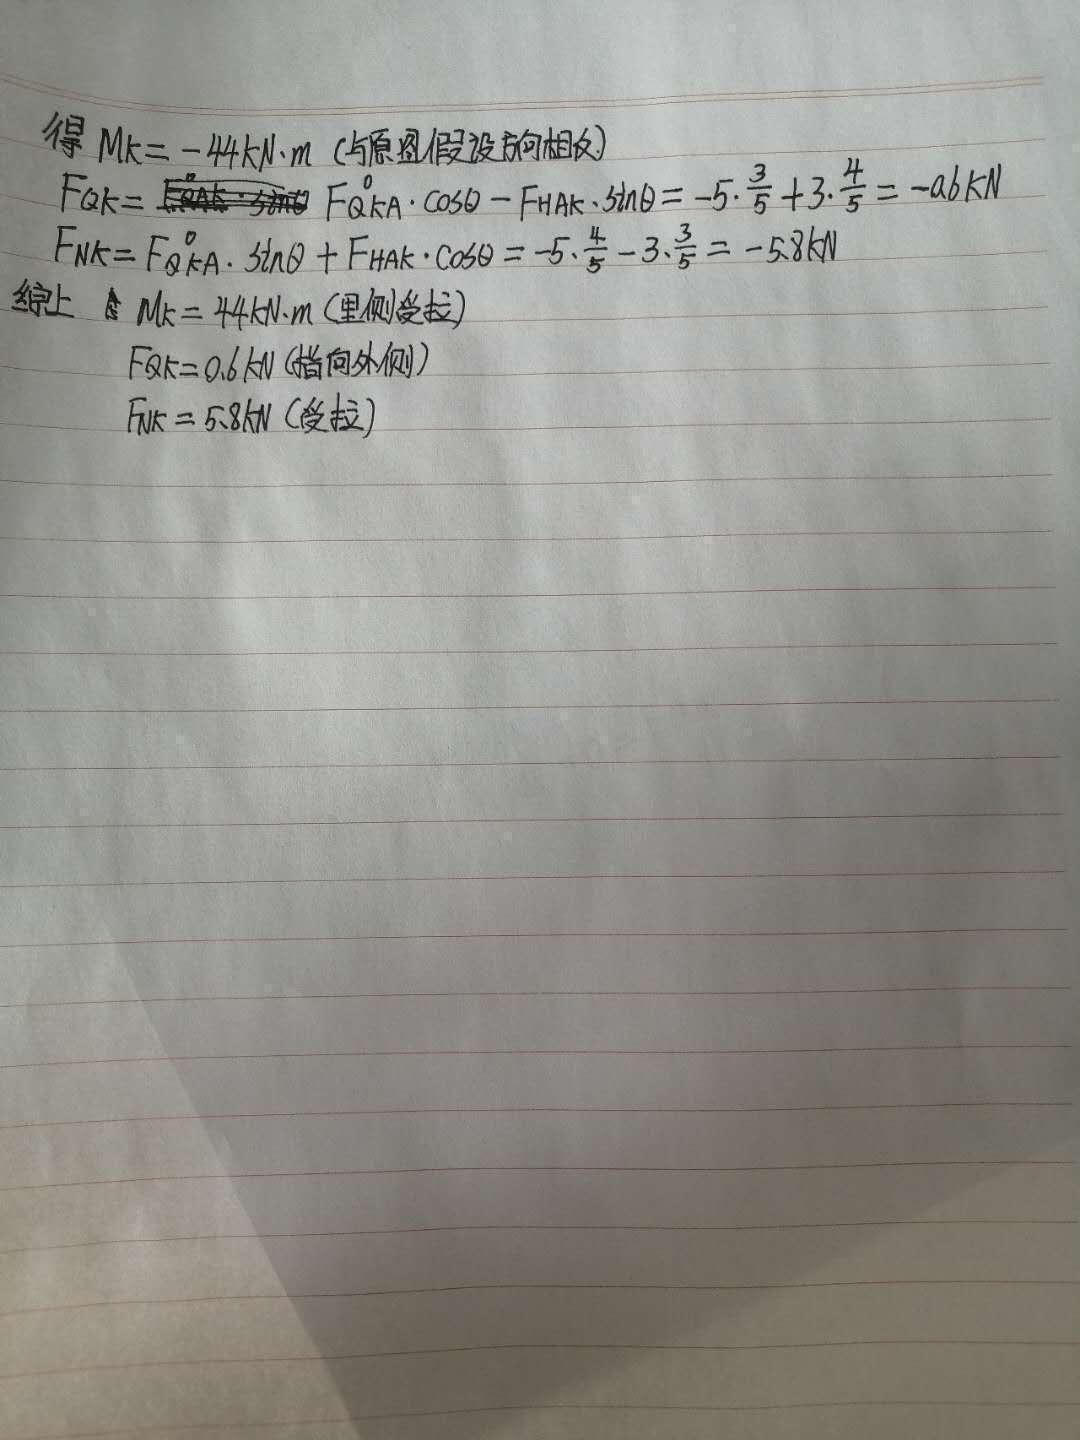 得 MK = -44kN·m (与原图假设方向相反)
FQK = F°QKA·cosθ - FHAK·sinθ = -5·3/5 + 3·4/5 = -0.6kN
FNK = F°QKA·sinθ + FHAK·cosθ = -5·4/5 - 3·3/5 = -5.8kN
综上 MK = 44kN·m (里侧受拉)
FQK = 0.6kN (指向外侧)
FNK = 5.8kN (受拉)